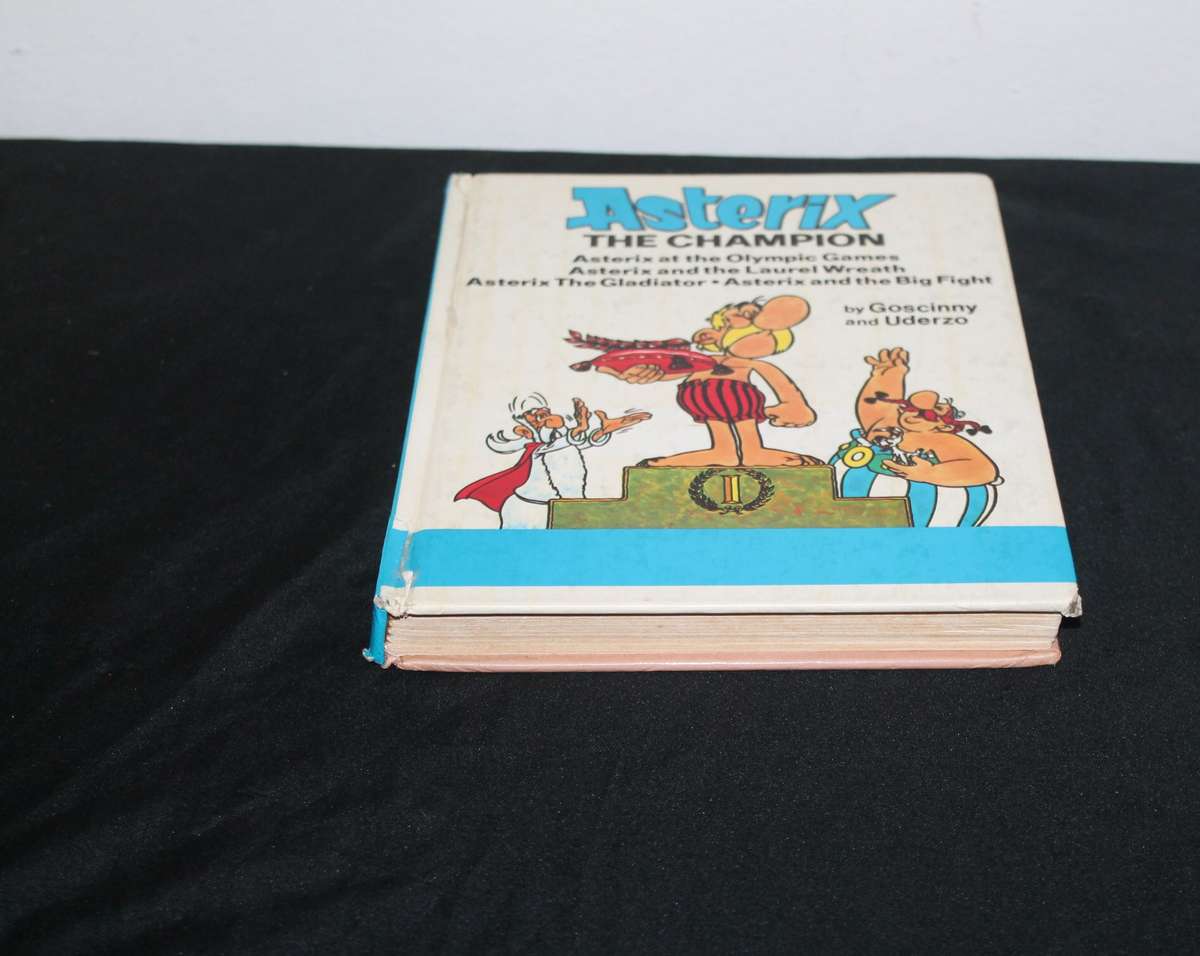 Asterix
THE CHAMPION
Asterix at the Olympic Games
Asterix and the Laurel Wreath
Asterix The Gladiator • Asterix and the Big Fight
by Goscinny
and Uderzo
I